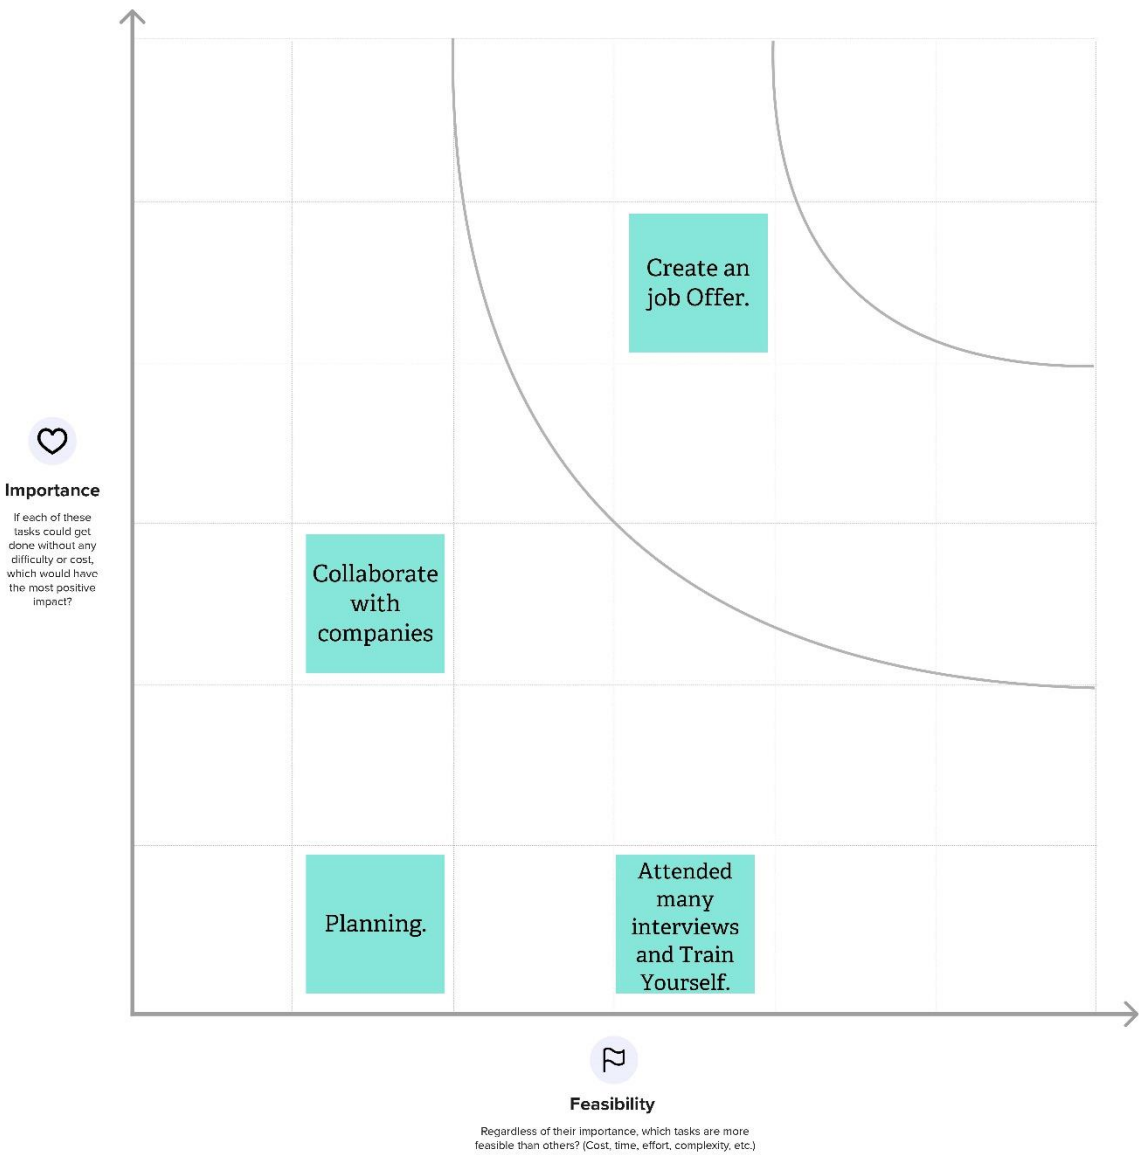 Create an
job Offer.
Importance
If each of these
tasks could get
done without any
difficulty or cost,
which would have
the most positive
impact?
Collaborate
with
companies
Planning.
Attended
many
interviews
and Train
Yourself.
Feasibility
Regardless of their importance, which tasks are more
feasible than others? (Cost, time, effort, complexity, etc.)